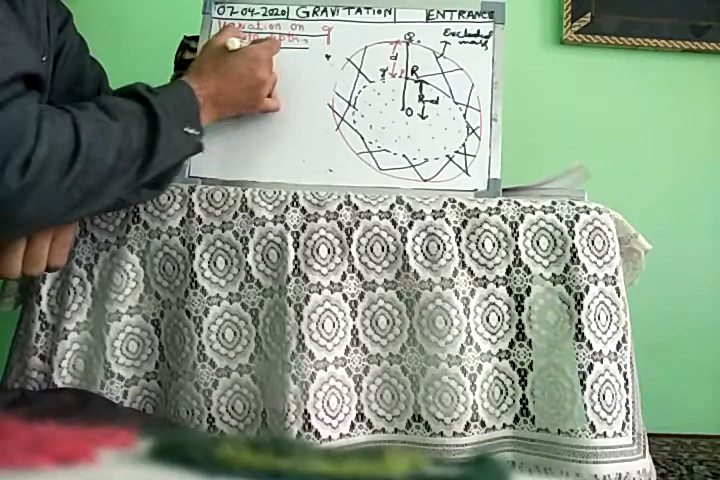 07-04-2020 | GRAVITATION | ENTRANCE
Variation on g
Excluded
mass
Q
d
P R
R-d
O